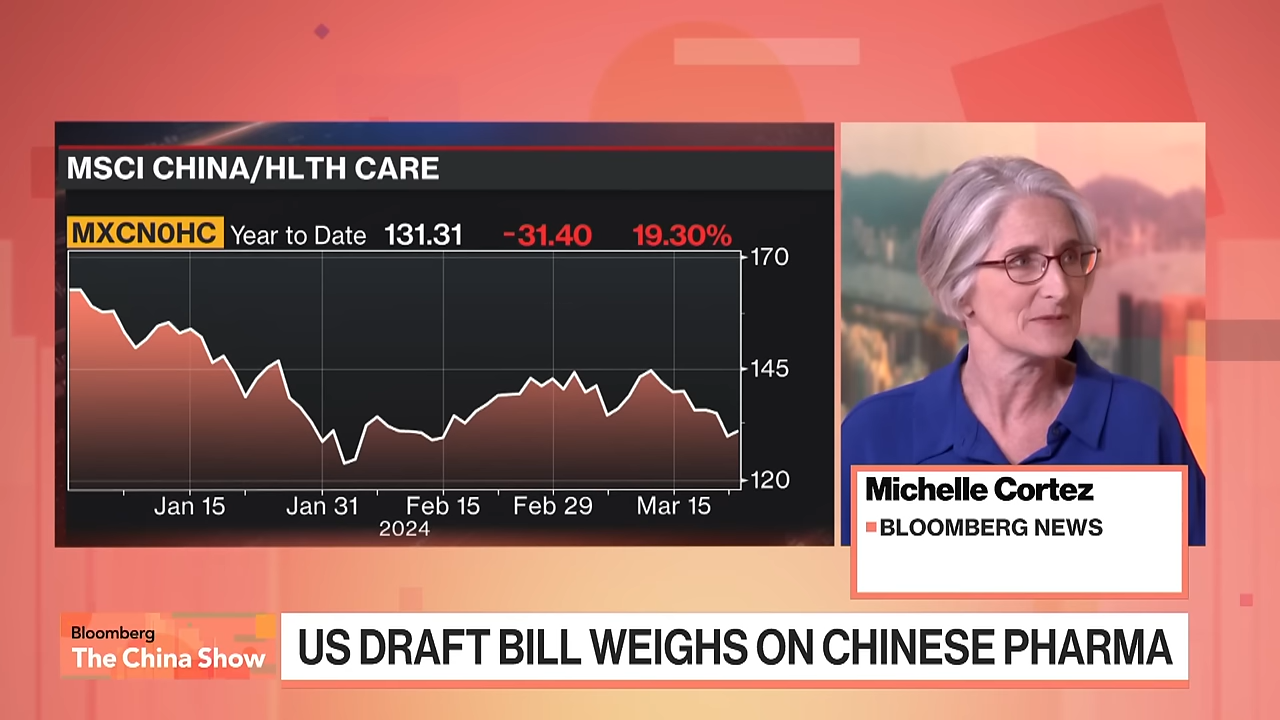 MSCI CHINA/HLTH CARE
MXCN0HC Year to Date 131.31 -31.40 19.30%
170
145
120
Jan 15 Jan 31 Feb 15 Feb 29 Mar 15
2024
Michelle Cortez
BLOOMBERG NEWS
Bloomberg
The China Show
US DRAFT BILL WEIGHS ON CHINESE PHARMA